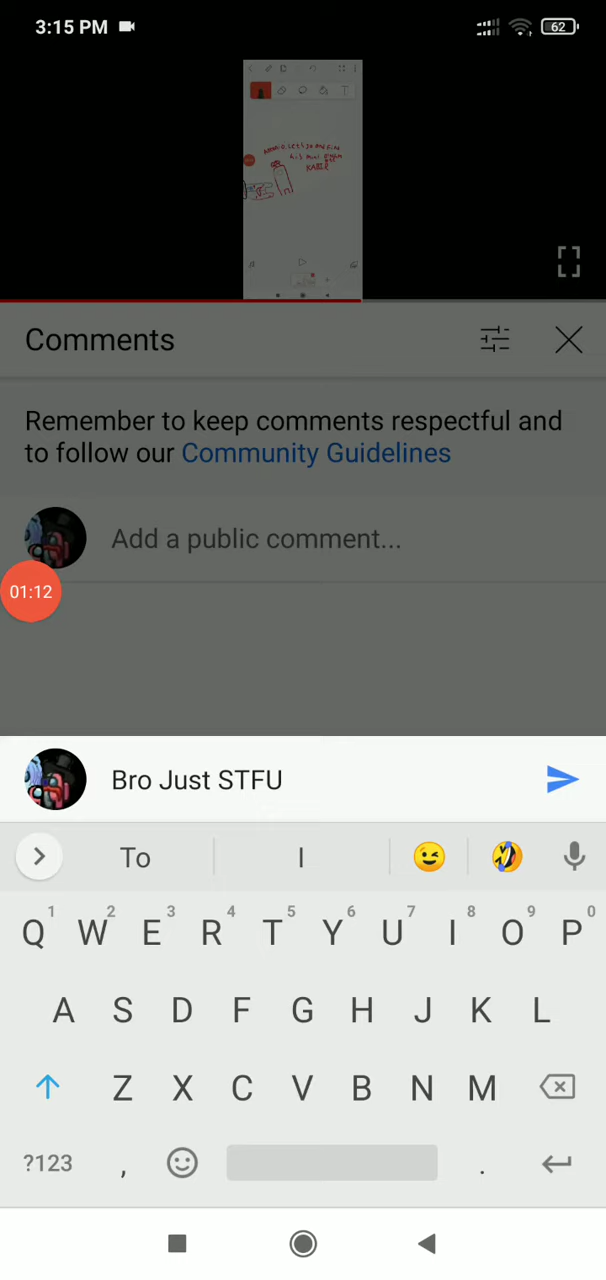 3:15 PM
62
T
KABIR
Comments
Remember to keep comments respectful and
to follow our Community Guidelines
Add a public comment...
01:12
Bro Just STFU
To I
1 2 3 4 5 6 7 8 9 0
Q W E R T Y U I O P
A S D F G H J K L
Z X C V B N M
?123 , .